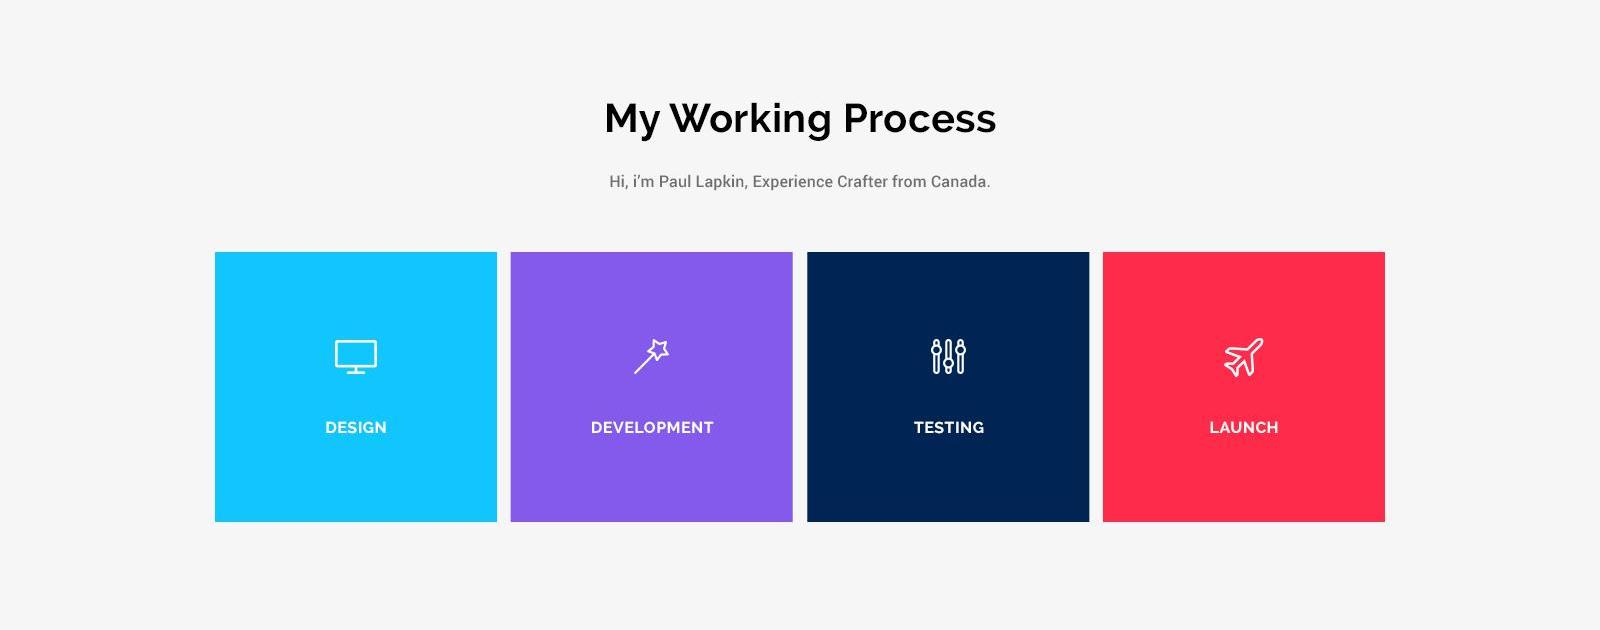 My Working Process
Hi, i’m Paul Lapkin, Experience Crafter from Canada.
DESIGN
DEVELOPMENT
TESTING
LAUNCH